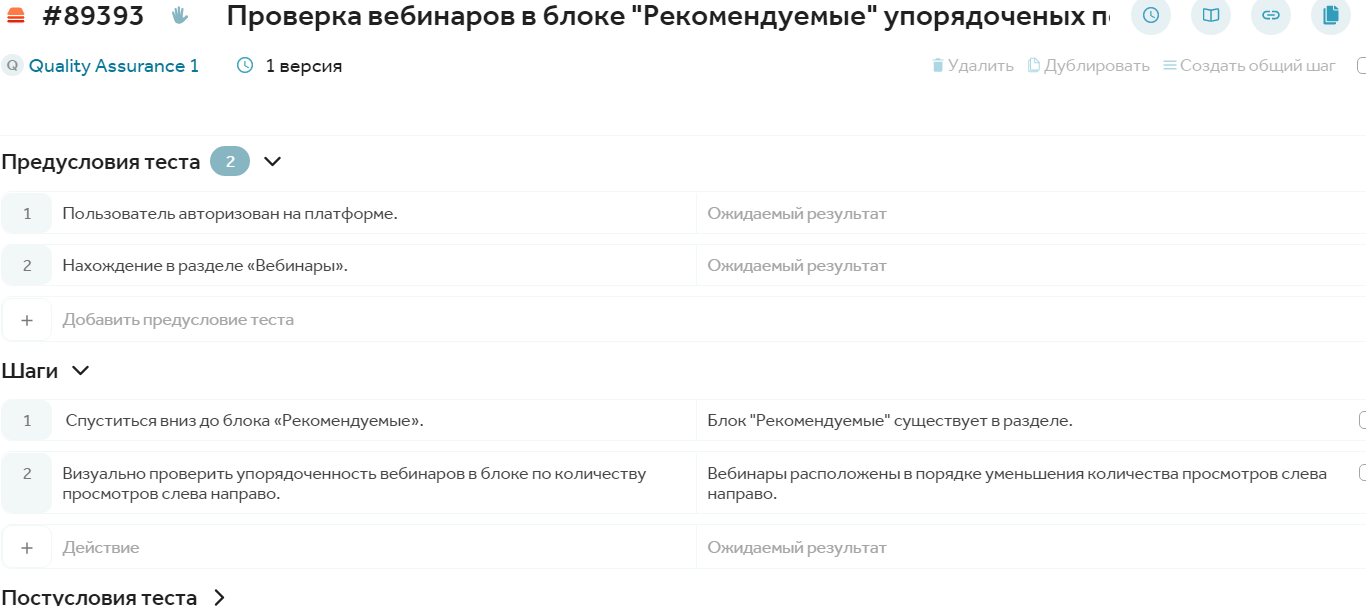 #89393 Проверка вебинаров в блоке "Рекомендуемые" упорядоченых
Q Quality Assurance 1 1 версия Удалить Дублировать Создать общий шаг
Предусловия теста 2
1 Пользователь авторизован на платформе. Ожидаемый результат
2 Нахождение в разделе «Вебинары». Ожидаемый результат
+ Добавить предусловие теста
Шаги
1 Спуститься вниз до блока «Рекомендуемые». Блок "Рекомендуемые" существует в разделе.
2 Визуально проверить упорядоченность вебинаров в блоке по количеству
просмотров слева направо.
Вебинары расположены в порядке уменьшения количества просмотров слева
направо.
+ Действие Ожидаемый результат
Постусловия теста